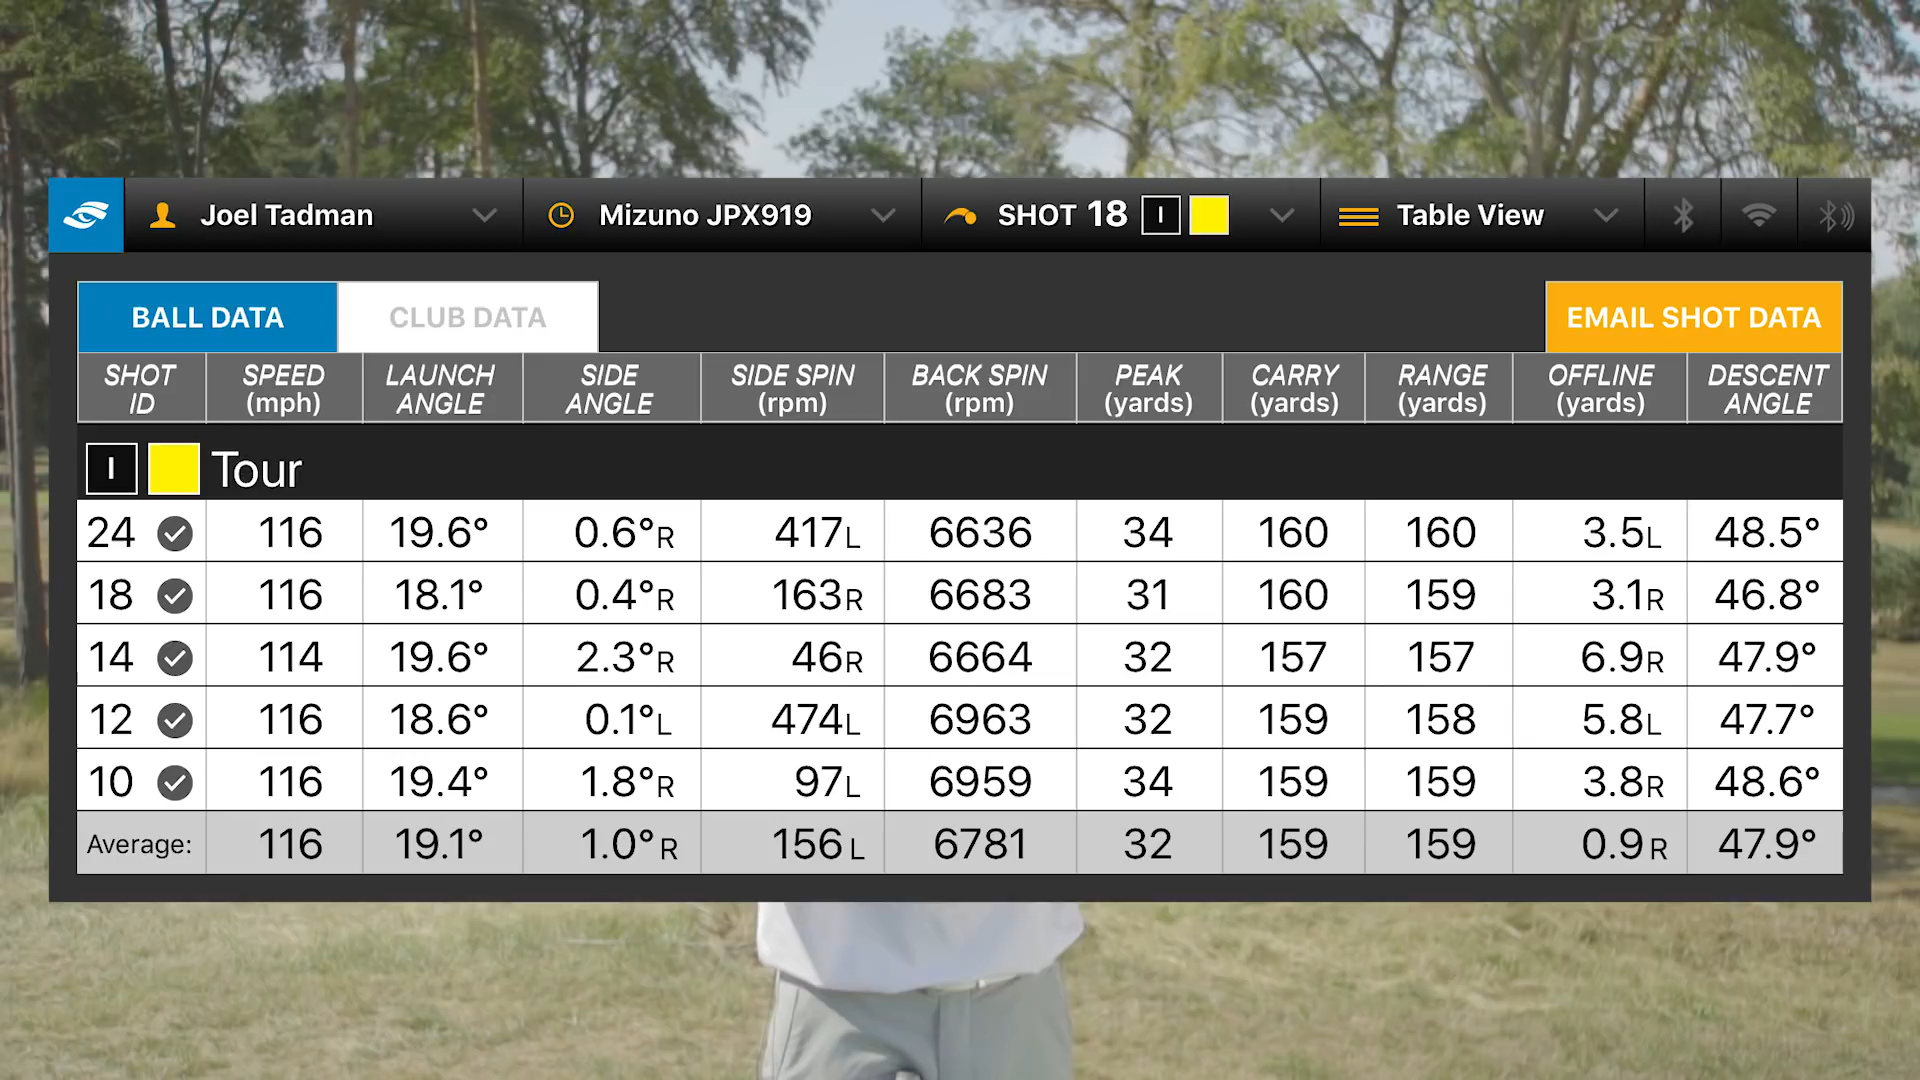 Joel Tadman Mizuno JPX919 SHOT 18 I Table View
BALL DATA CLUB DATA EMAIL SHOT DATA
SHOT ID SPEED (mph) LAUNCH ANGLE SIDE ANGLE SIDE SPIN (rpm) BACK SPIN (rpm) PEAK (yards) CARRY (yards) RANGE (yards) OFFLINE (yards) DESCENT ANGLE
I Tour
24 116 19.6° 0.6°R 417L 6636 34 160 160 3.5L 48.5°
18 116 18.1° 0.4°R 163R 6683 31 160 159 3.1R 46.8°
14 114 19.6° 2.3°R 46R 6664 32 157 157 6.9R 47.9°
12 116 18.6° 0.1°L 474L 6963 32 159 158 5.8L 47.7°
10 116 19.4° 1.8°R 97L 6959 34 159 159 3.8R 48.6°
Average: 116 19.1° 1.0°R 156L 6781 32 159 159 0.9R 47.9°